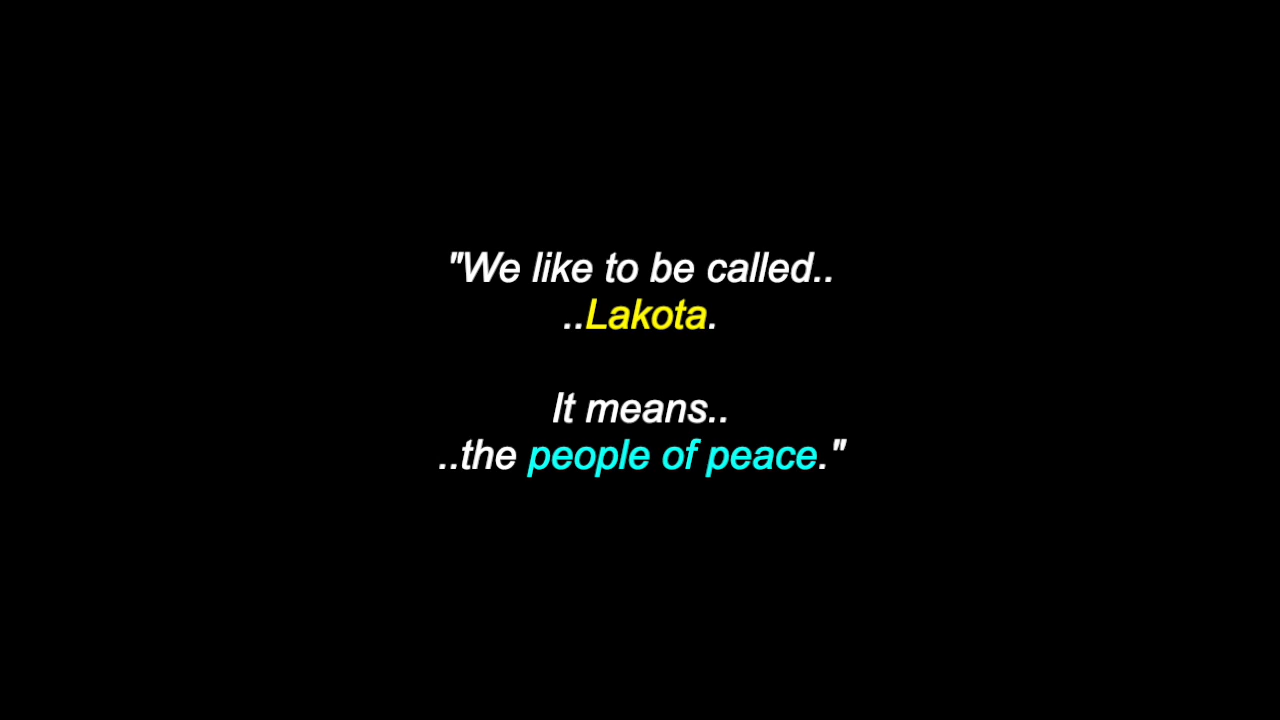 "We like to be called..
..Lakota.
It means..
..the people of peace."